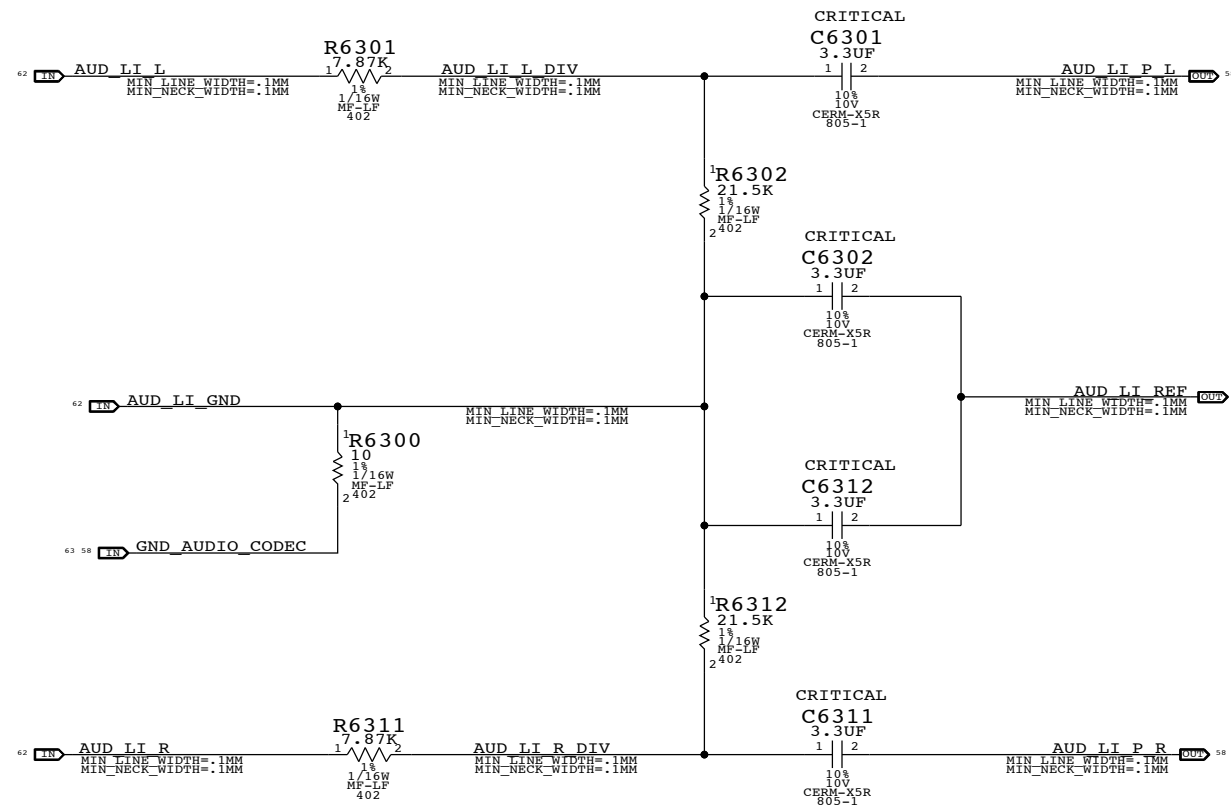 CRITICAL
C6301
3.3UF
1 2
10%
10V
CERM-X5R
805-1
R6301
7.87K
1 2
1%
1/16W
MF-LF
402
62 IN AUD_LI_L
MIN_LINE_WIDTH=.1MM
MIN_NECK_WIDTH=.1MM
AUD_LI_L_DIV
MIN_LINE_WIDTH=.1MM
MIN_NECK_WIDTH=.1MM
AUD_LI_P_L OUT
MIN_LINE_WIDTH=.1MM
MIN_NECK_WIDTH=.1MM
1
R6302
21.5K
1%
1/16W
MF-LF
402
2
CRITICAL
C6302
3.3UF
1 2
10%
10V
CERM-X5R
805-1
62 IN AUD_LI_GND
MIN_LINE_WIDTH=.1MM
MIN_NECK_WIDTH=.1MM
AUD_LI_REF OUT
MIN_LINE_WIDTH=.1MM
MIN_NECK_WIDTH=.1MM
1
R6300
10
1%
1/16W
MF-LF
402
2
CRITICAL
C6312
3.3UF
1 2
10%
10V
CERM-X5R
805-1
63 58 IN GND_AUDIO_CODEC
1
R6312
21.5K
1%
1/16W
MF-LF
402
2
CRITICAL
C6311
3.3UF
1 2
10%
10V
CERM-X5R
805-1
R6311
7.87K
1 2
1%
1/16W
MF-LF
402
62 IN AUD_LI_R
MIN_LINE_WIDTH=.1MM
MIN_NECK_WIDTH=.1MM
AUD_LI_R_DIV
MIN_LINE_WIDTH=.1MM
MIN_NECK_WIDTH=.1MM
AUD_LI_P_R OUT 58
MIN_LINE_WIDTH=.1MM
MIN_NECK_WIDTH=.1MM